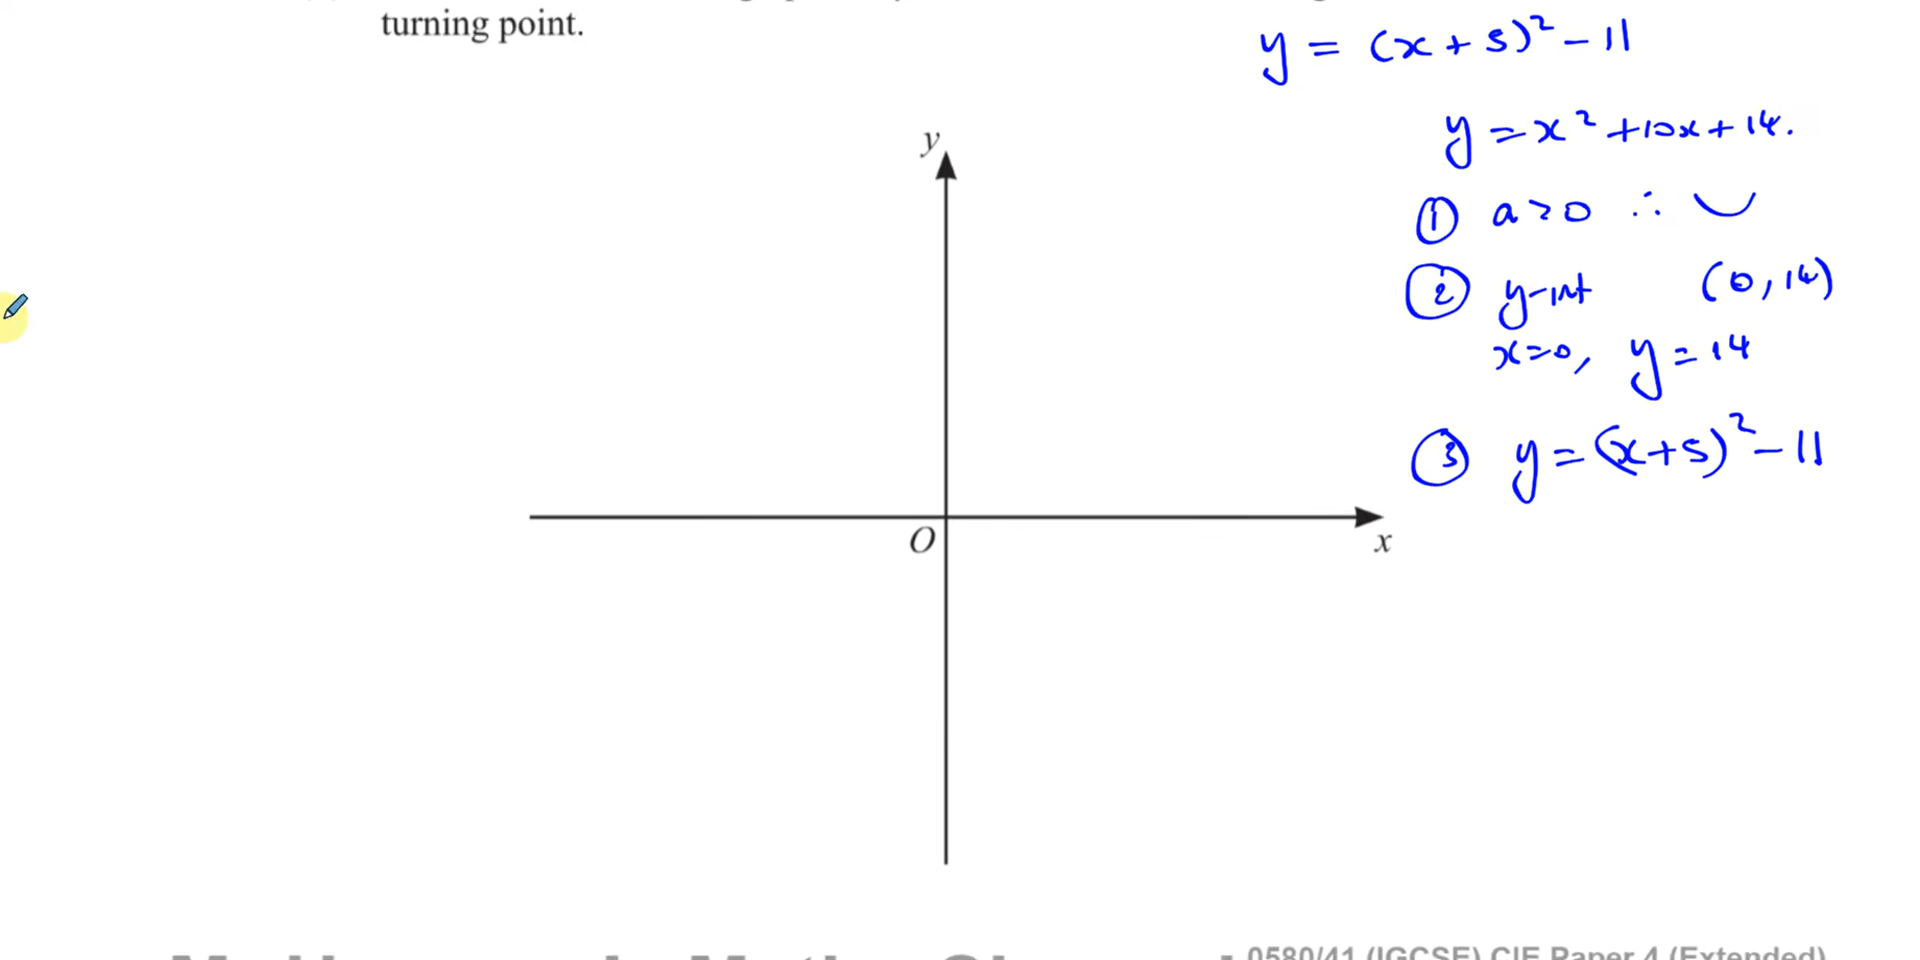 turning point.
y = (x + 5)² - 11
y = x² + 10x + 14.
① a > 0 ∴ ◡
② y-int (0, 14)
x = 0, y = 14
③ y = (x+5)² - 11
y
O
x
0580/41 (IGCSE) CIE Paper 4 (Extended)